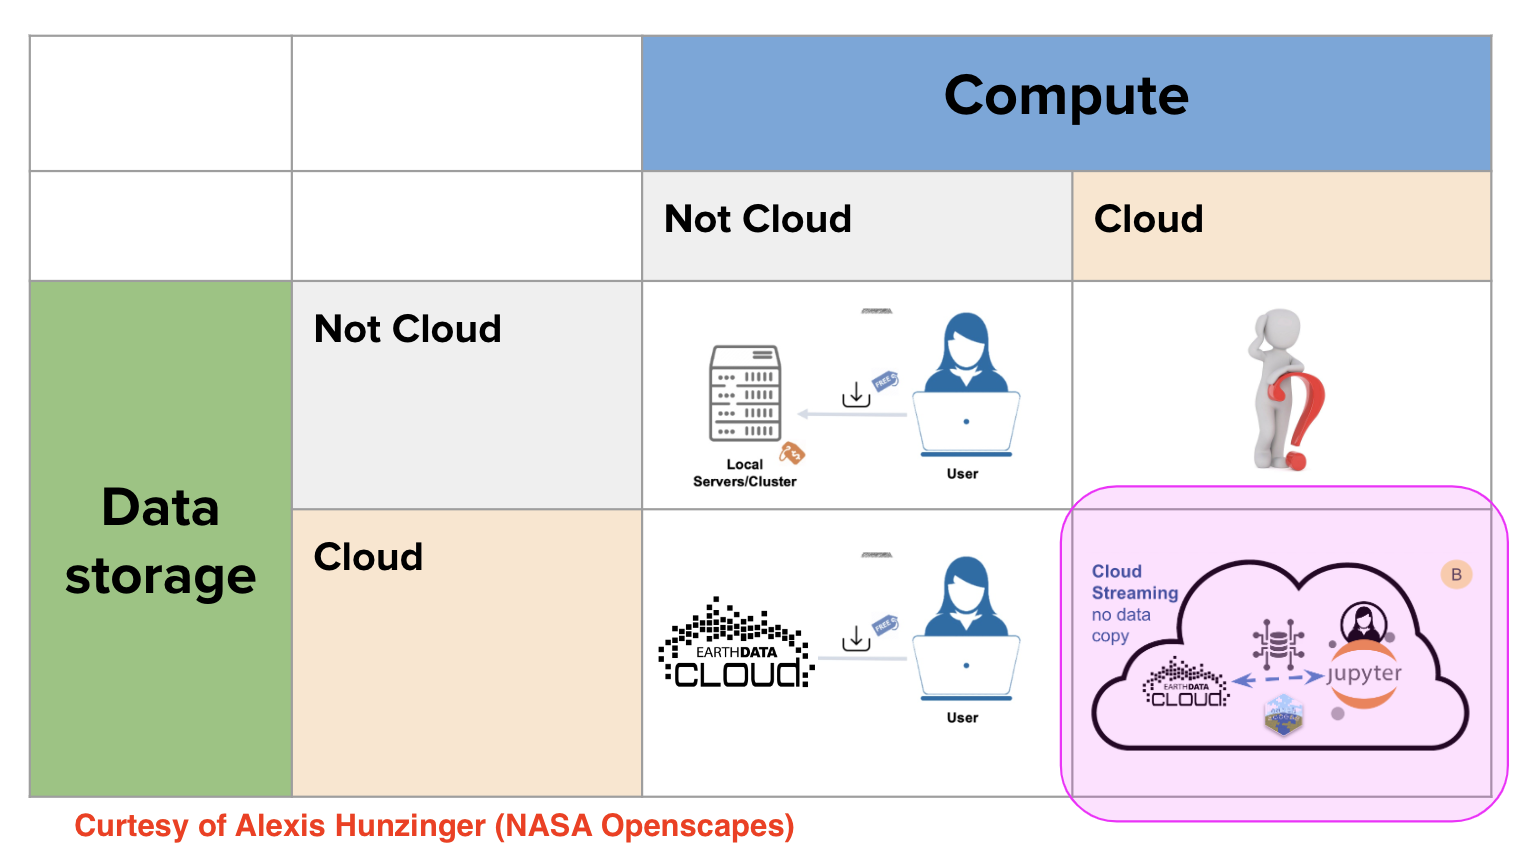 Compute
Not Cloud
Cloud
Data
storage
Not Cloud
FREE
$
Local
Servers/Cluster
User
Cloud
EARTHDATA
CLOUD
FREE
User
Cloud
Streaming
no data
copy
B
EARTHDATA
CLOUD
jupyter
Curtesy of Alexis Hunzinger (NASA Openscapes)